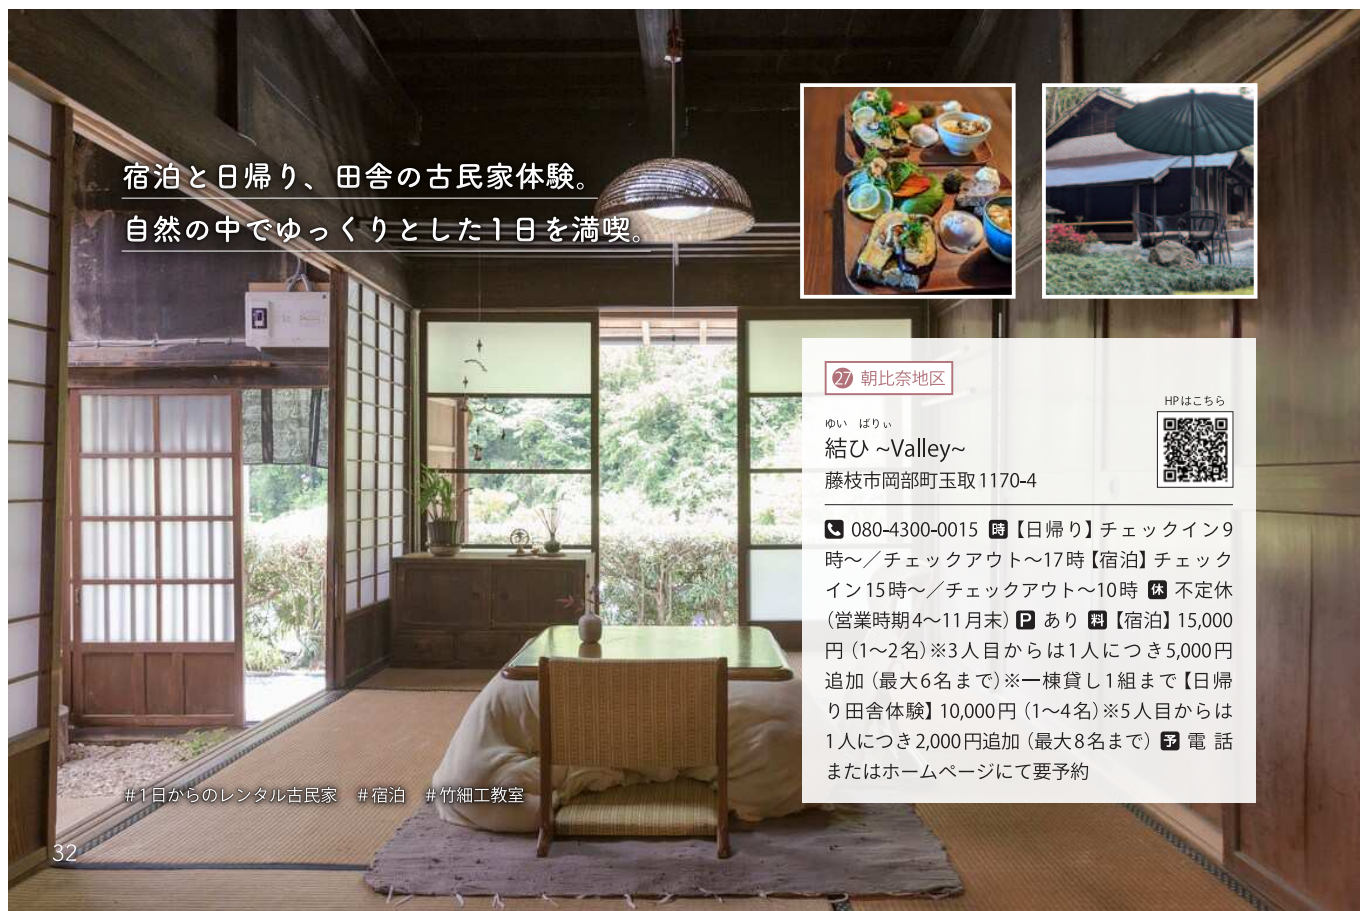 宿泊と日帰り、田舎の古民家体験。
自然の中でゆっくりとした1日を満喫。
27 朝比奈地区
HPはこちら
ゆい ばりぃ
結ひ ~Valley~
藤枝市岡部町玉取1170-4
080-4300-0015 時【日帰り】チェックイン9
時～／チェックアウト～17時【宿泊】チェック
イン15時～／チェックアウト～10時 休 不定休
（営業時期4～11月末）P あり 料【宿泊】15,000
円（1～2名）※3人目からは1人につき5,000円
追加（最大6名まで）※一棟貸し1組まで【日帰
り田舎体験】10,000円（1～4名）※5人目からは
1人につき2,000円追加（最大8名まで） 予 電 話
またはホームページにて要予約
#1日からのレンタル古民家 #宿泊 #竹細工教室
32